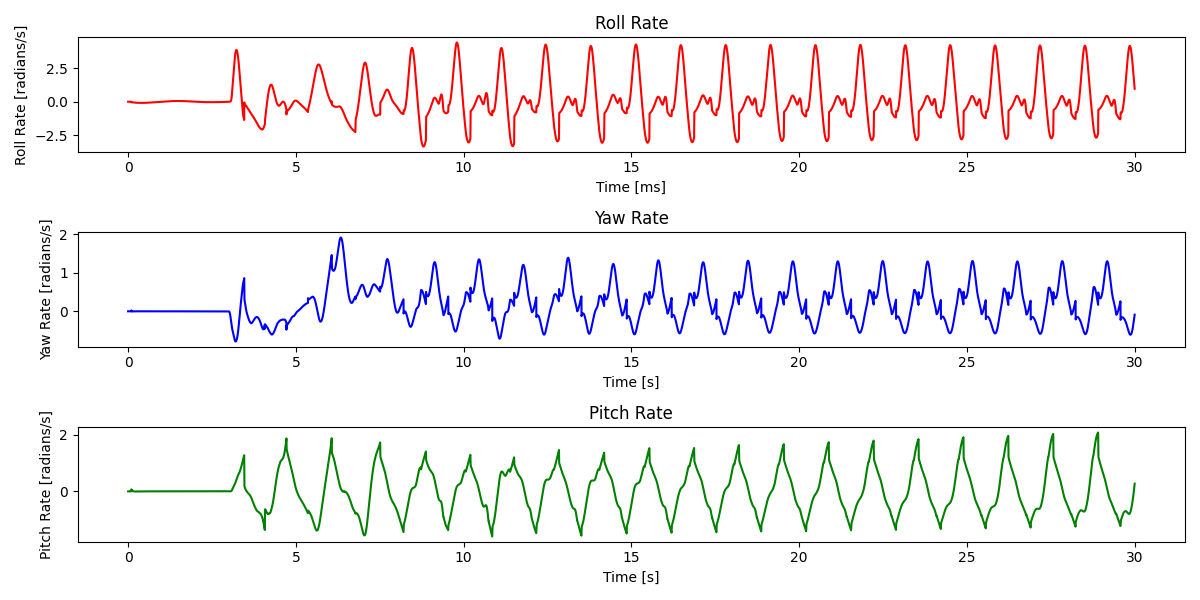 Roll Rate
Roll Rate [radians/s]
2.5
0.0
−2.5
0 5 10 15 20 25 30
Time [ms]
Yaw Rate
Yaw Rate [radians/s]
2
1
0
0 5 10 15 20 25 30
Time [s]
Pitch Rate
Pitch Rate [radians/s]
2
0
0 5 10 15 20 25 30
Time [s]